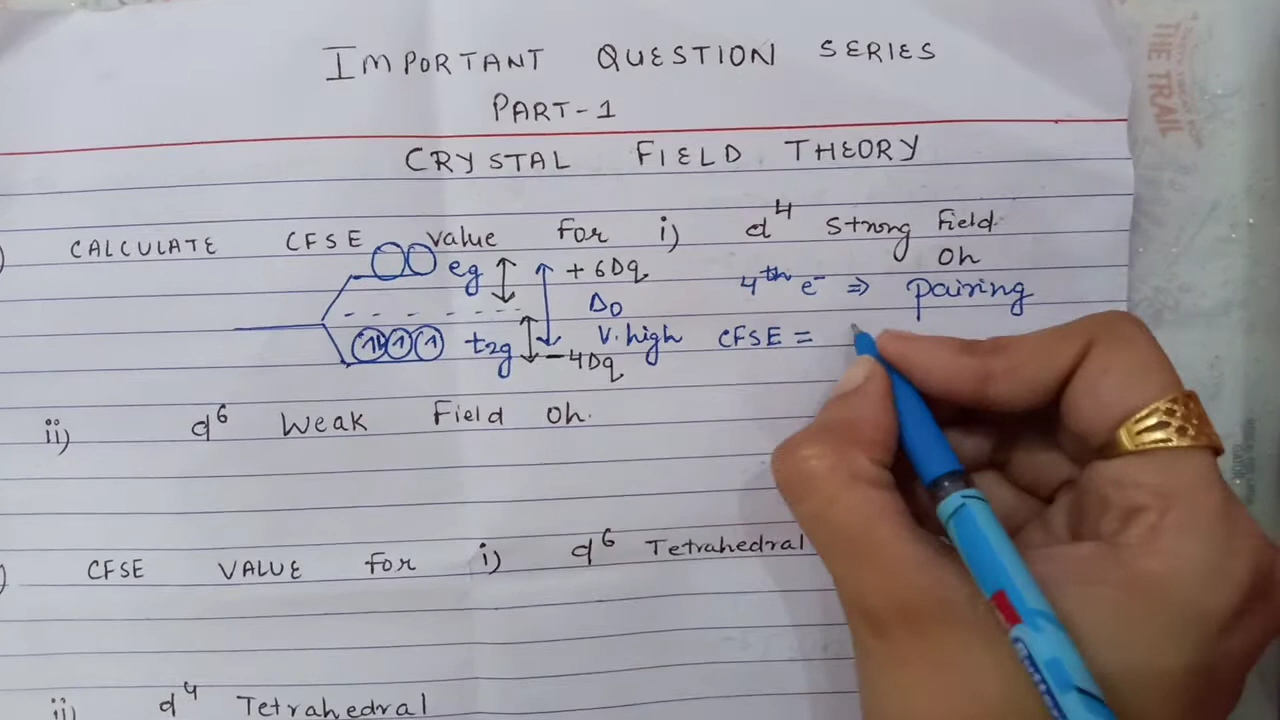 IMPORTANT QUESTION SERIES
PART-1
CRYSTAL FIELD THEORY
) CALCULATE CFSE value for i) d⁴ Strong Field
Oh
eg +6Dq 4th e⁻ ⇒ pairing
Δo
t2g V.high CFSE =
-4Dq
ii) d⁶ Weak Field Oh.
) CFSE VALUE for i) d⁶ Tetrahedral
ii) d⁴ Tetrahedral
THE TRAIL